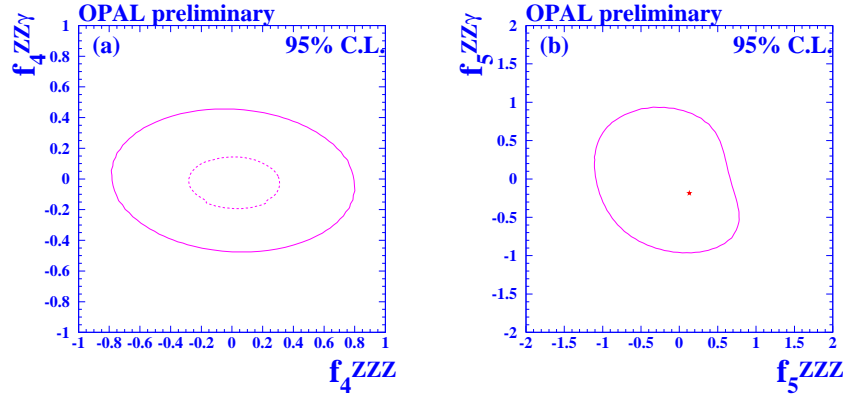 OPAL preliminary
(a)
95% C.L.
f₄ZZγ
1
0.8
0.6
0.4
0.2
0
-0.2
-0.4
-0.6
-0.8
-1
-1 -0.8 -0.6 -0.4 -0.2 0 0.2 0.4 0.6 0.8 1
f₄ZZZ
OPAL preliminary
(b)
95% C.L.
f₅ZZγ
2
1.5
1
0.5
0
-0.5
-1
-1.5
-2
-2 -1.5 -1 -0.5 0 0.5 1 1.5 2
f₅ZZZ